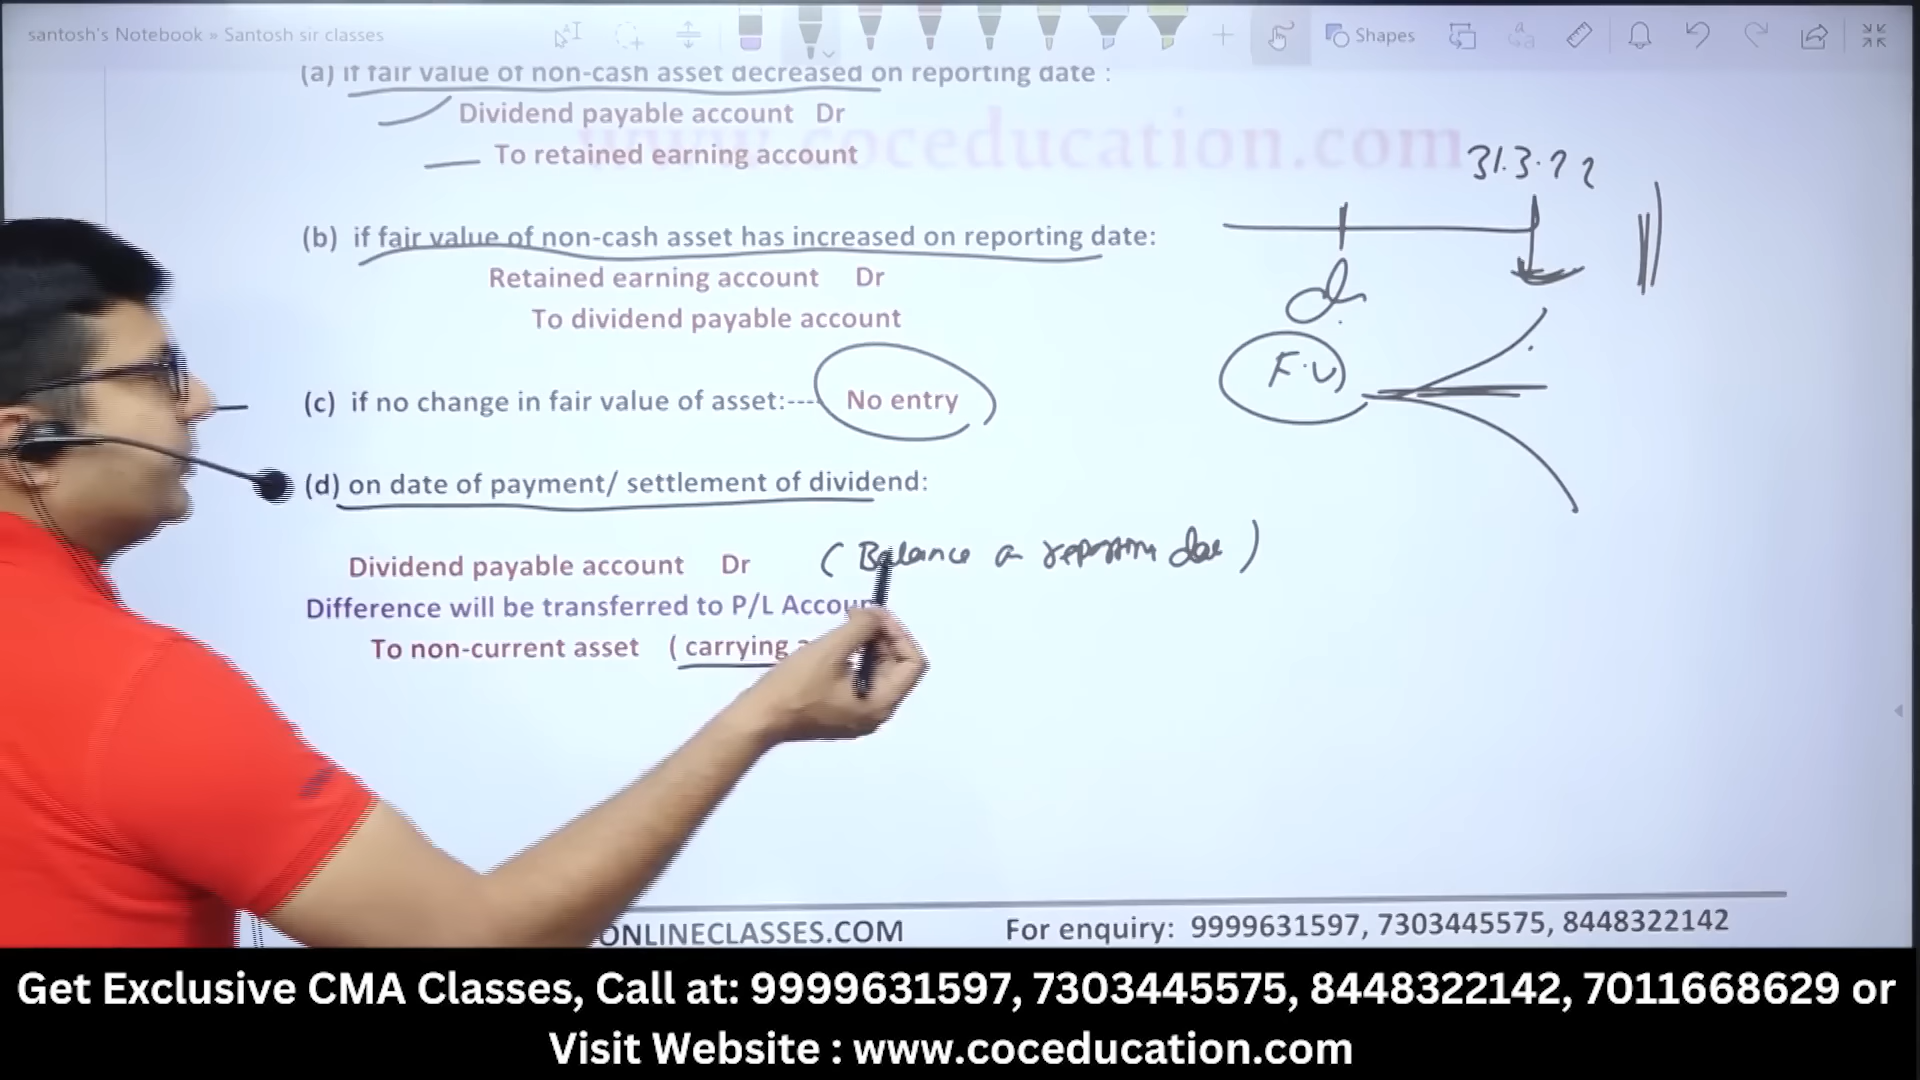 santosh's Notebook » Santosh sir classes
Shapes
(a) if fair value of non-cash asset decreased on reporting date :
Dividend payable account Dr
To retained earning account
www.coceducation.com
31.3.22
(b) if fair value of non-cash asset has increased on reporting date:
Retained earning account Dr
To dividend payable account
d.
F.V
(c) if no change in fair value of asset:---- No entry
(d) on date of payment/ settlement of dividend:
Dividend payable account Dr (Balance on reporting date)
Difference will be transferred to P/L Accoun
To non-current asset (carrying
ONLINECLASSES.COM For enquiry: 9999631597, 7303445575, 8448322142
Get Exclusive CMA Classes, Call at: 9999631597, 7303445575, 8448322142, 7011668629 or
Visit Website : www.coceducation.com